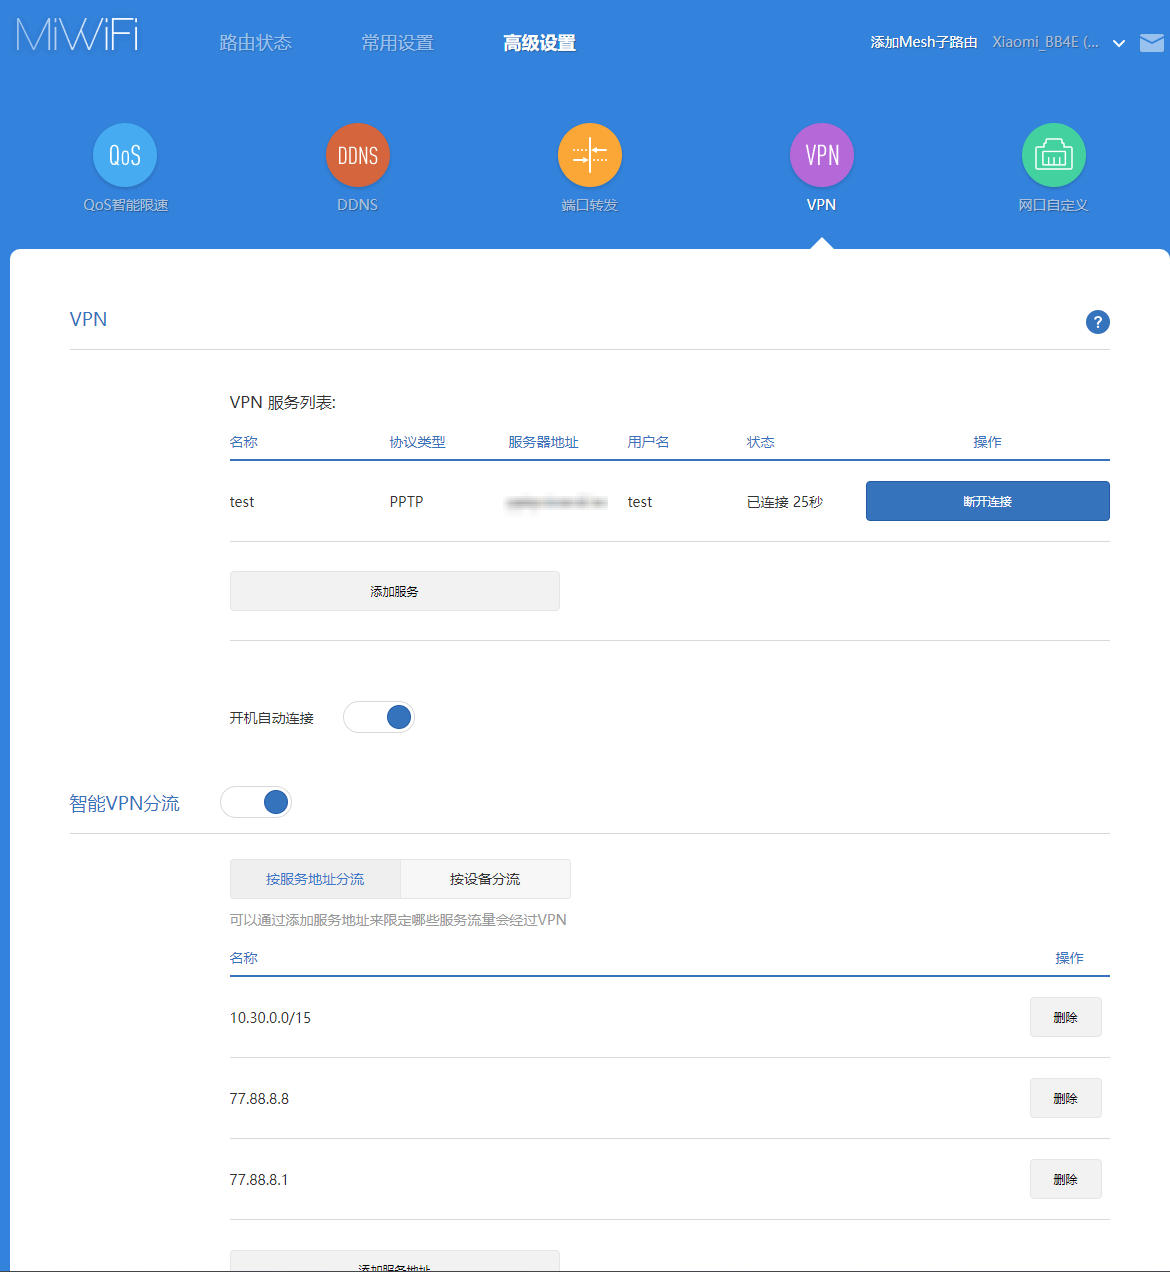 MiWiFi
路由状态 常用设置 高级设置 添加Mesh子路由 Xiaomi_BB4E (...
QoS DDNS VPN
QoS智能限速 DDNS 端口转发 VPN 网口自定义
VPN ?
VPN 服务列表:
名称 协议类型 服务器地址 用户名 状态 操作
test PPTP test 已连接 25秒 断开连接
添加服务
开机自动连接
智能VPN分流
按服务地址分流 按设备分流
可以通过添加服务地址来限定哪些服务流量会经过VPN
名称 操作
10.30.0.0/15 删除
77.88.8.8 删除
77.88.8.1 删除
添加服务地址